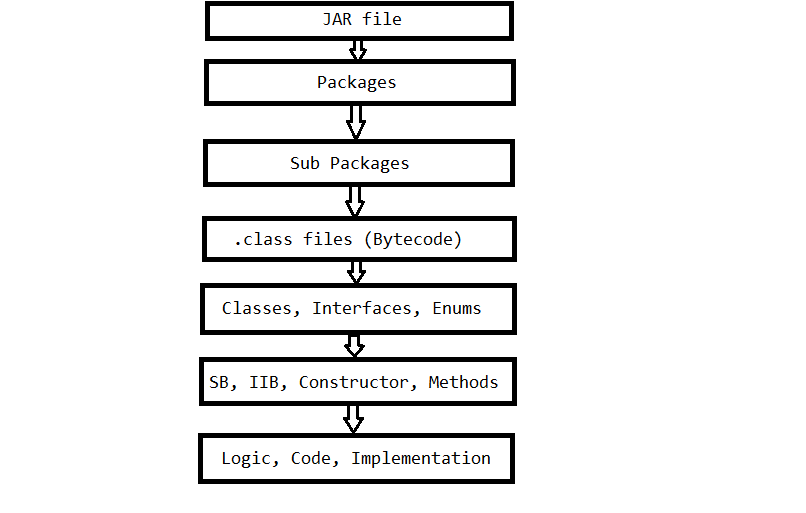 JAR file
Packages
Sub Packages
.class files (Bytecode)
Classes, Interfaces, Enums
SB, IIB, Constructor, Methods
Logic, Code, Implementation